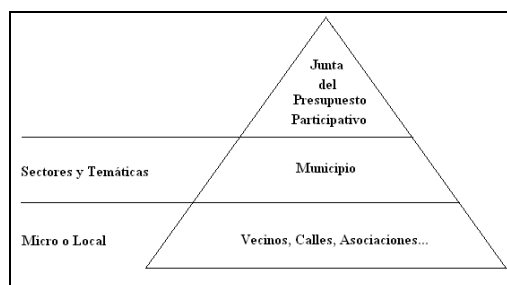 Junta
del
Presupuesto
Participativo
Sectores y Temáticas
Municipio
Micro o Local
Vecinos, Calles, Asociaciones...